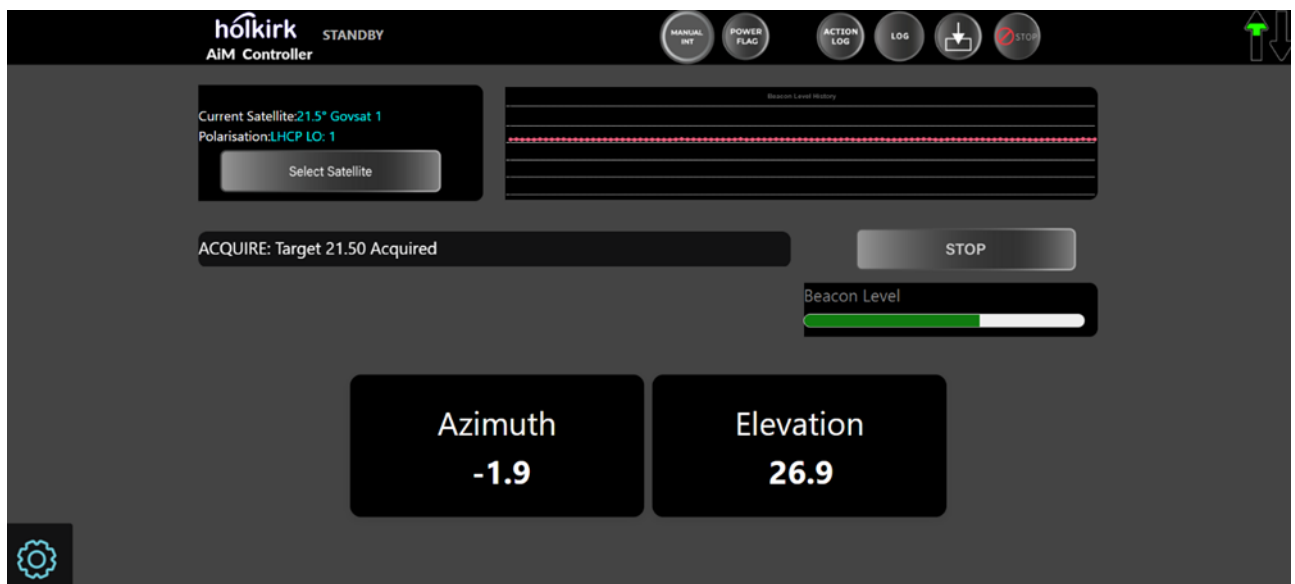 hölkirk STANDBY
AiM Controller
MANUAL INT
POWER FLAG
ACTION LOG
LOG
STOP
Current Satellite:21.5° Govsat 1
Polarisation:LHCP LO: 1
Select Satellite
Beacon Level History
ACQUIRE: Target 21.50 Acquired
STOP
Beacon Level
Azimuth
-1.9
Elevation
26.9